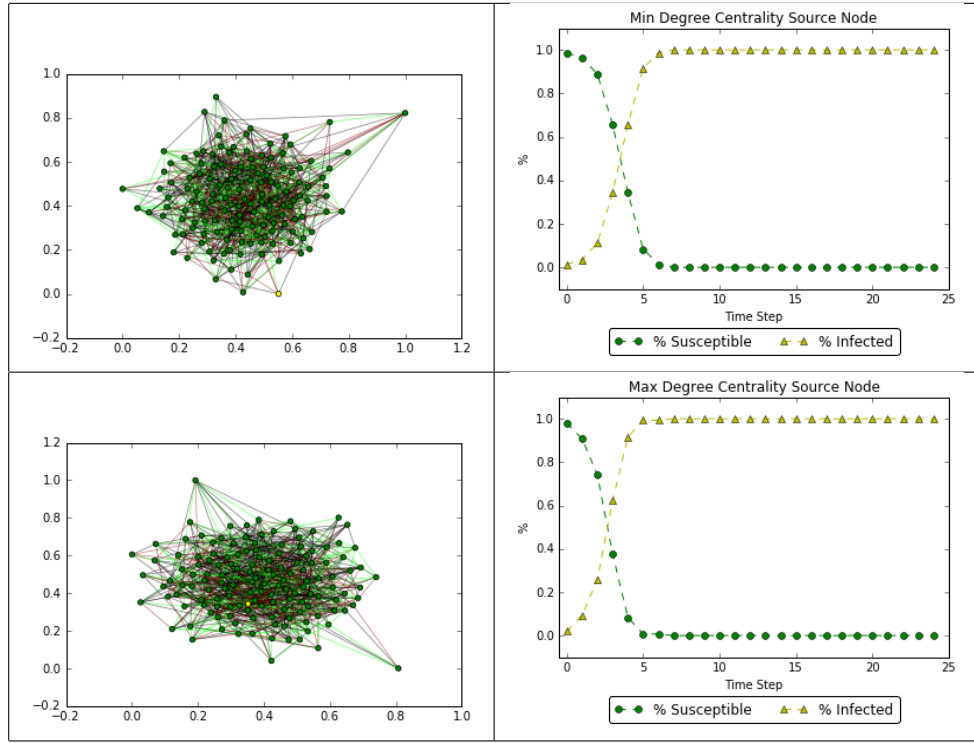 Min Degree Centrality Source Node
1.0
0.8
0.6
0.4
0.2
0.0
−0.2
−0.2 0.0 0.2 0.4 0.6 0.8 1.0 1.2
1.0
0.8
0.6
0.4
0.2
0.0
%
0 5 10 15 20 25
Time Step
% Susceptible % Infected
Max Degree Centrality Source Node
1.2
1.0
0.8
0.6
0.4
0.2
0.0
−0.2
−0.2 0.0 0.2 0.4 0.6 0.8 1.0
1.0
0.8
0.6
0.4
0.2
0.0
%
0 5 10 15 20 25
Time Step
% Susceptible % Infected